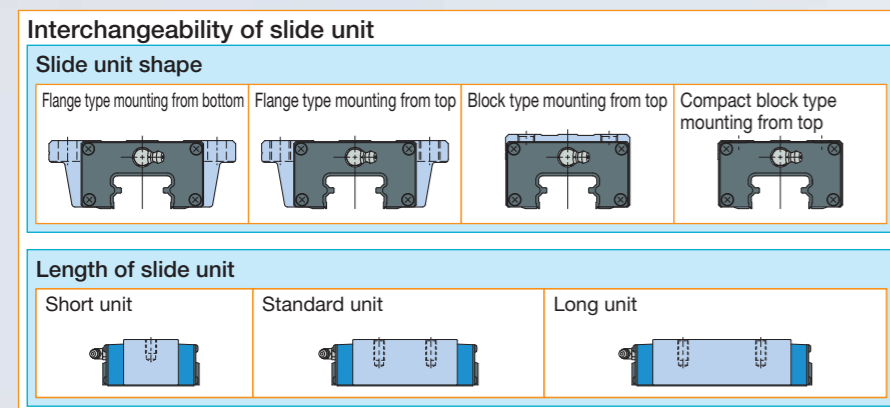 Interchangeability of slide unit
Slide unit shape
Flange type mounting from bottom
Flange type mounting from top
Block type mounting from top
Compact block type
mounting from top
Length of slide unit
Short unit
Standard unit
Long unit